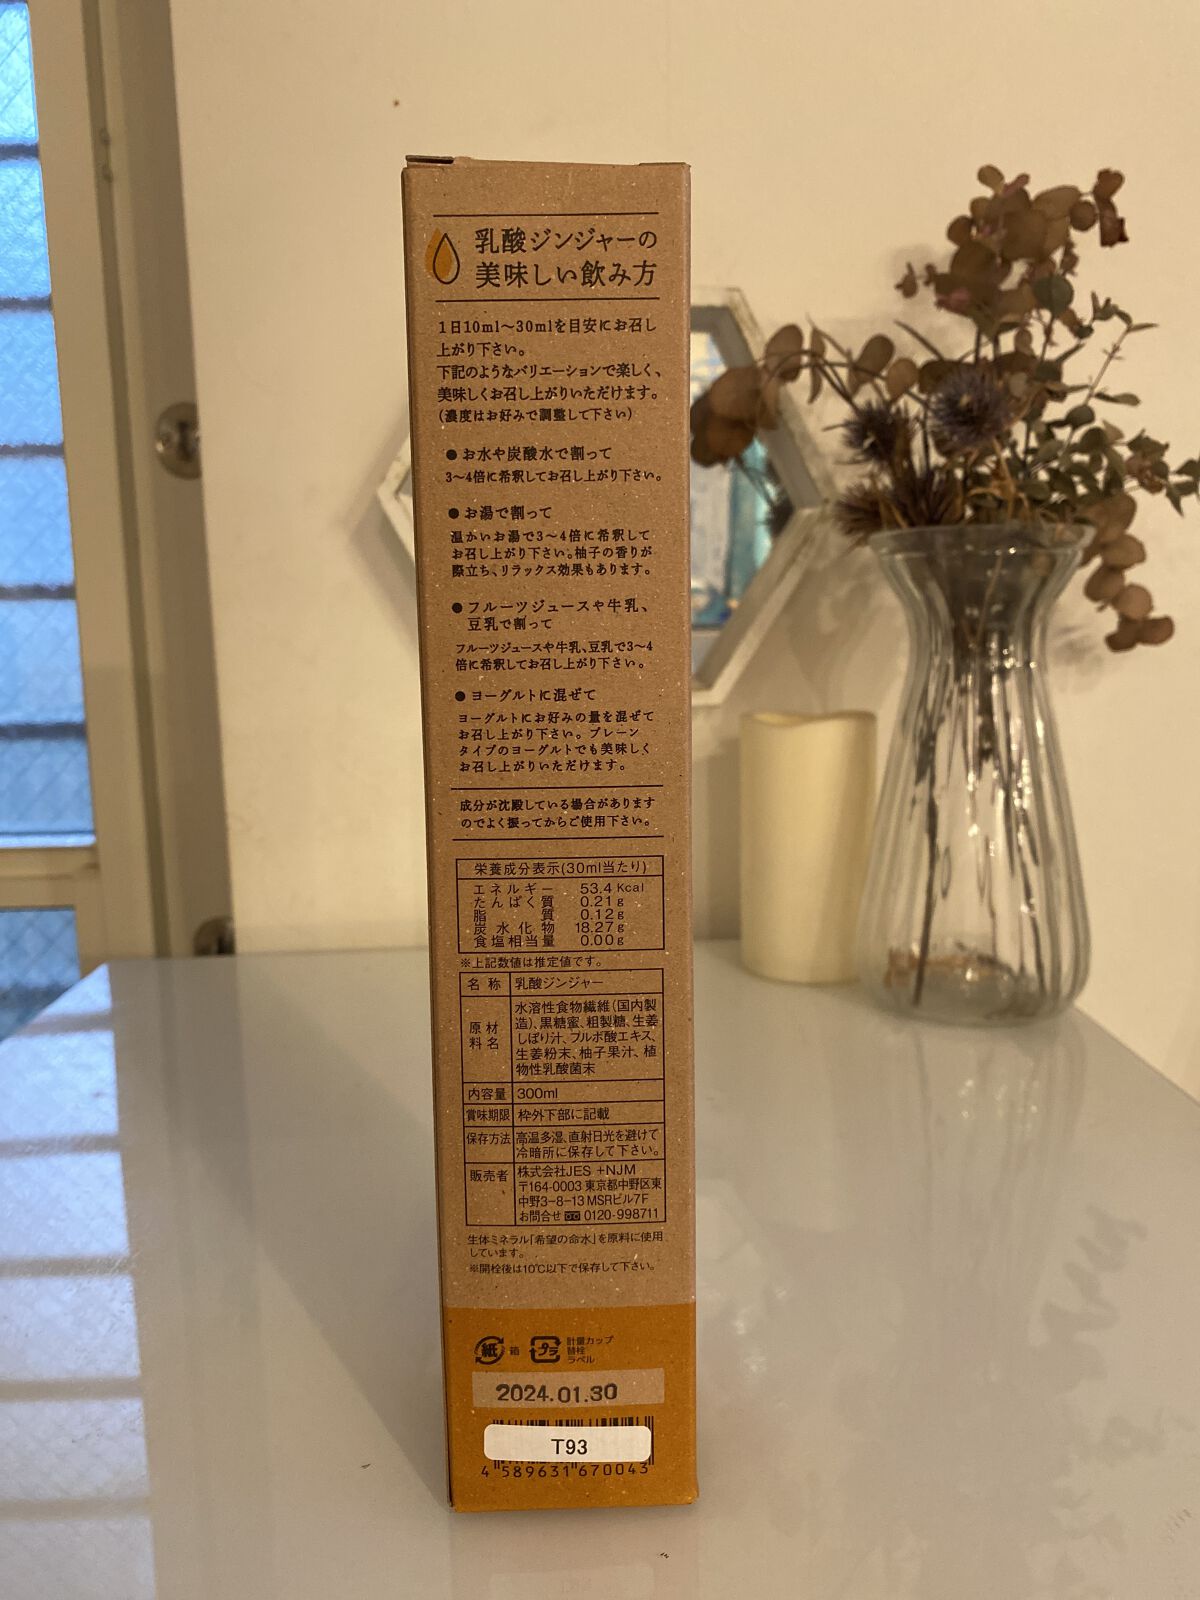 乳酸ジンジャーの
美味しい飲み方
1日10ml〜30mlを目安にお召し
上がり下さい。
下記のようなバリエーションで楽しく、
美味しくお召し上がりいただけます。
(濃度はお好みで調整して下さい)
●お水や炭酸水で割って
3〜4倍に希釈してお召し上がり下さい。
●お湯で割って
温かいお湯で3〜4倍に希釈して
お召し上がり下さい。柚子の香りが
際立ち、リラックス効果もあります。
●フルーツジュースや牛乳、
豆乳で割って
フルーツジュースや牛乳、豆乳で3〜4
倍に希釈してお召し上がり下さい。
●ヨーグルトに混ぜて
ヨーグルトにお好みの量を混ぜて
お召し上がり下さい。プレーン
タイプのヨーグルトでも美味しく
お召し上がりいただけます。
成分が沈殿している場合があります
のでよく振ってからご使用下さい。
栄養成分表示(30ml当たり)
エネルギー 53.4 Kcal
たんぱく質 0.21g
脂質 0.12g
炭水化物 18.27g
食塩相当量 0.00g
※上記数値は推定値です。
名称 乳酸ジンジャー
原材料名 水溶性食物繊維(国内製
造)、黒糖蜜、粗製糖、生姜
しぼり汁、フルボ酸エキス、
生姜粉末、柚子果汁、植
物性乳酸菌末
内容量 300ml
賞味期限 枠外下部に記載
保存方法 高温多湿、直射日光を避けて
冷暗所に保存して下さい。
販売者 株式会社JES +NJM
〒164-0003 東京都中野区東
中野3-8-13 MSRビル7F
お問合せ 0120-998711
生体ミネラル「希望の命水」を原料に使用
しています。
※開栓後は10℃以下で保存して下さい。
紙 箱 プラ 計量カップ
替栓
ラベル
2024.01.30
T93
4 589631 670043